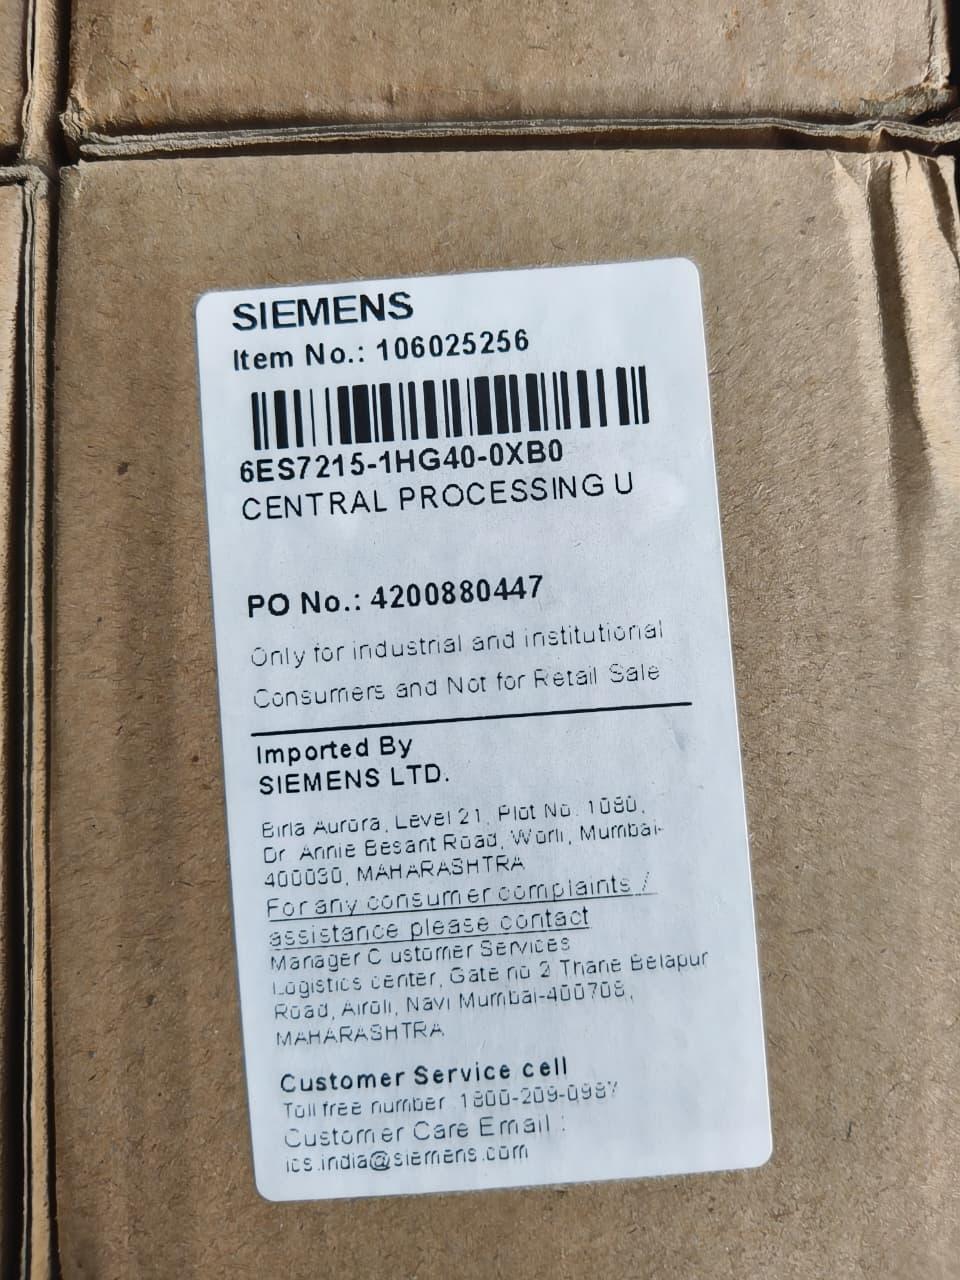 SIEMENS
Item No.: 106025256
6ES7215-1HG40-0XB0
CENTRAL PROCESSING U
PO No.: 4200880447
Only for industrial and institutional
Consumers and Not for Retail Sale
Imported By
SIEMENS LTD.
Birla Aurora, Level 21, Plot No. 1080,
Dr. Annie Besant Road, Worli, Mumbai-
400030, MAHARASHTRA
For any consumer complaints /
assistance please contact
Manager C ustomer Services
Logistics center, Gate no 2 Thane Belapur
Road, Airoli, Navi Mumbai-400708,
MAHARASHTRA
Customer Service cell
Toll free number 1800-209-0987
Customer Care Email :
ics.india@siemens.com